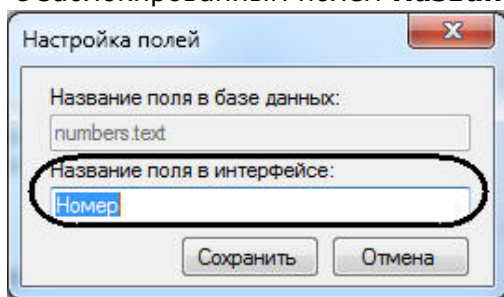 Настройка полей
Название поля в базе данных:
numbers.text
Название поля в интерфейсе:
Номер
Сохранить Отмена